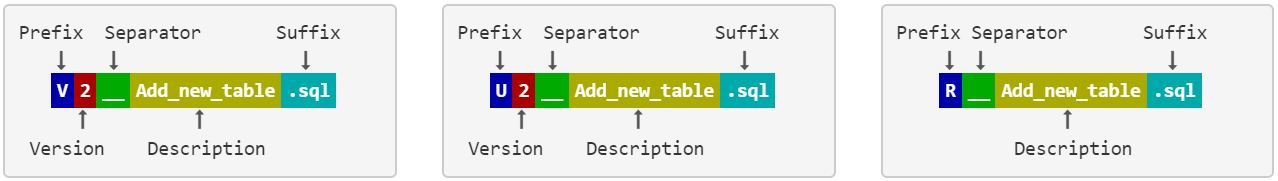 Prefix Separator Suffix
V 2 __ Add_new_table .sql
Version Description
Prefix Separator Suffix
U 2 __ Add_new_table .sql
Version Description
Prefix Separator Suffix
R __ Add_new_table .sql
Description